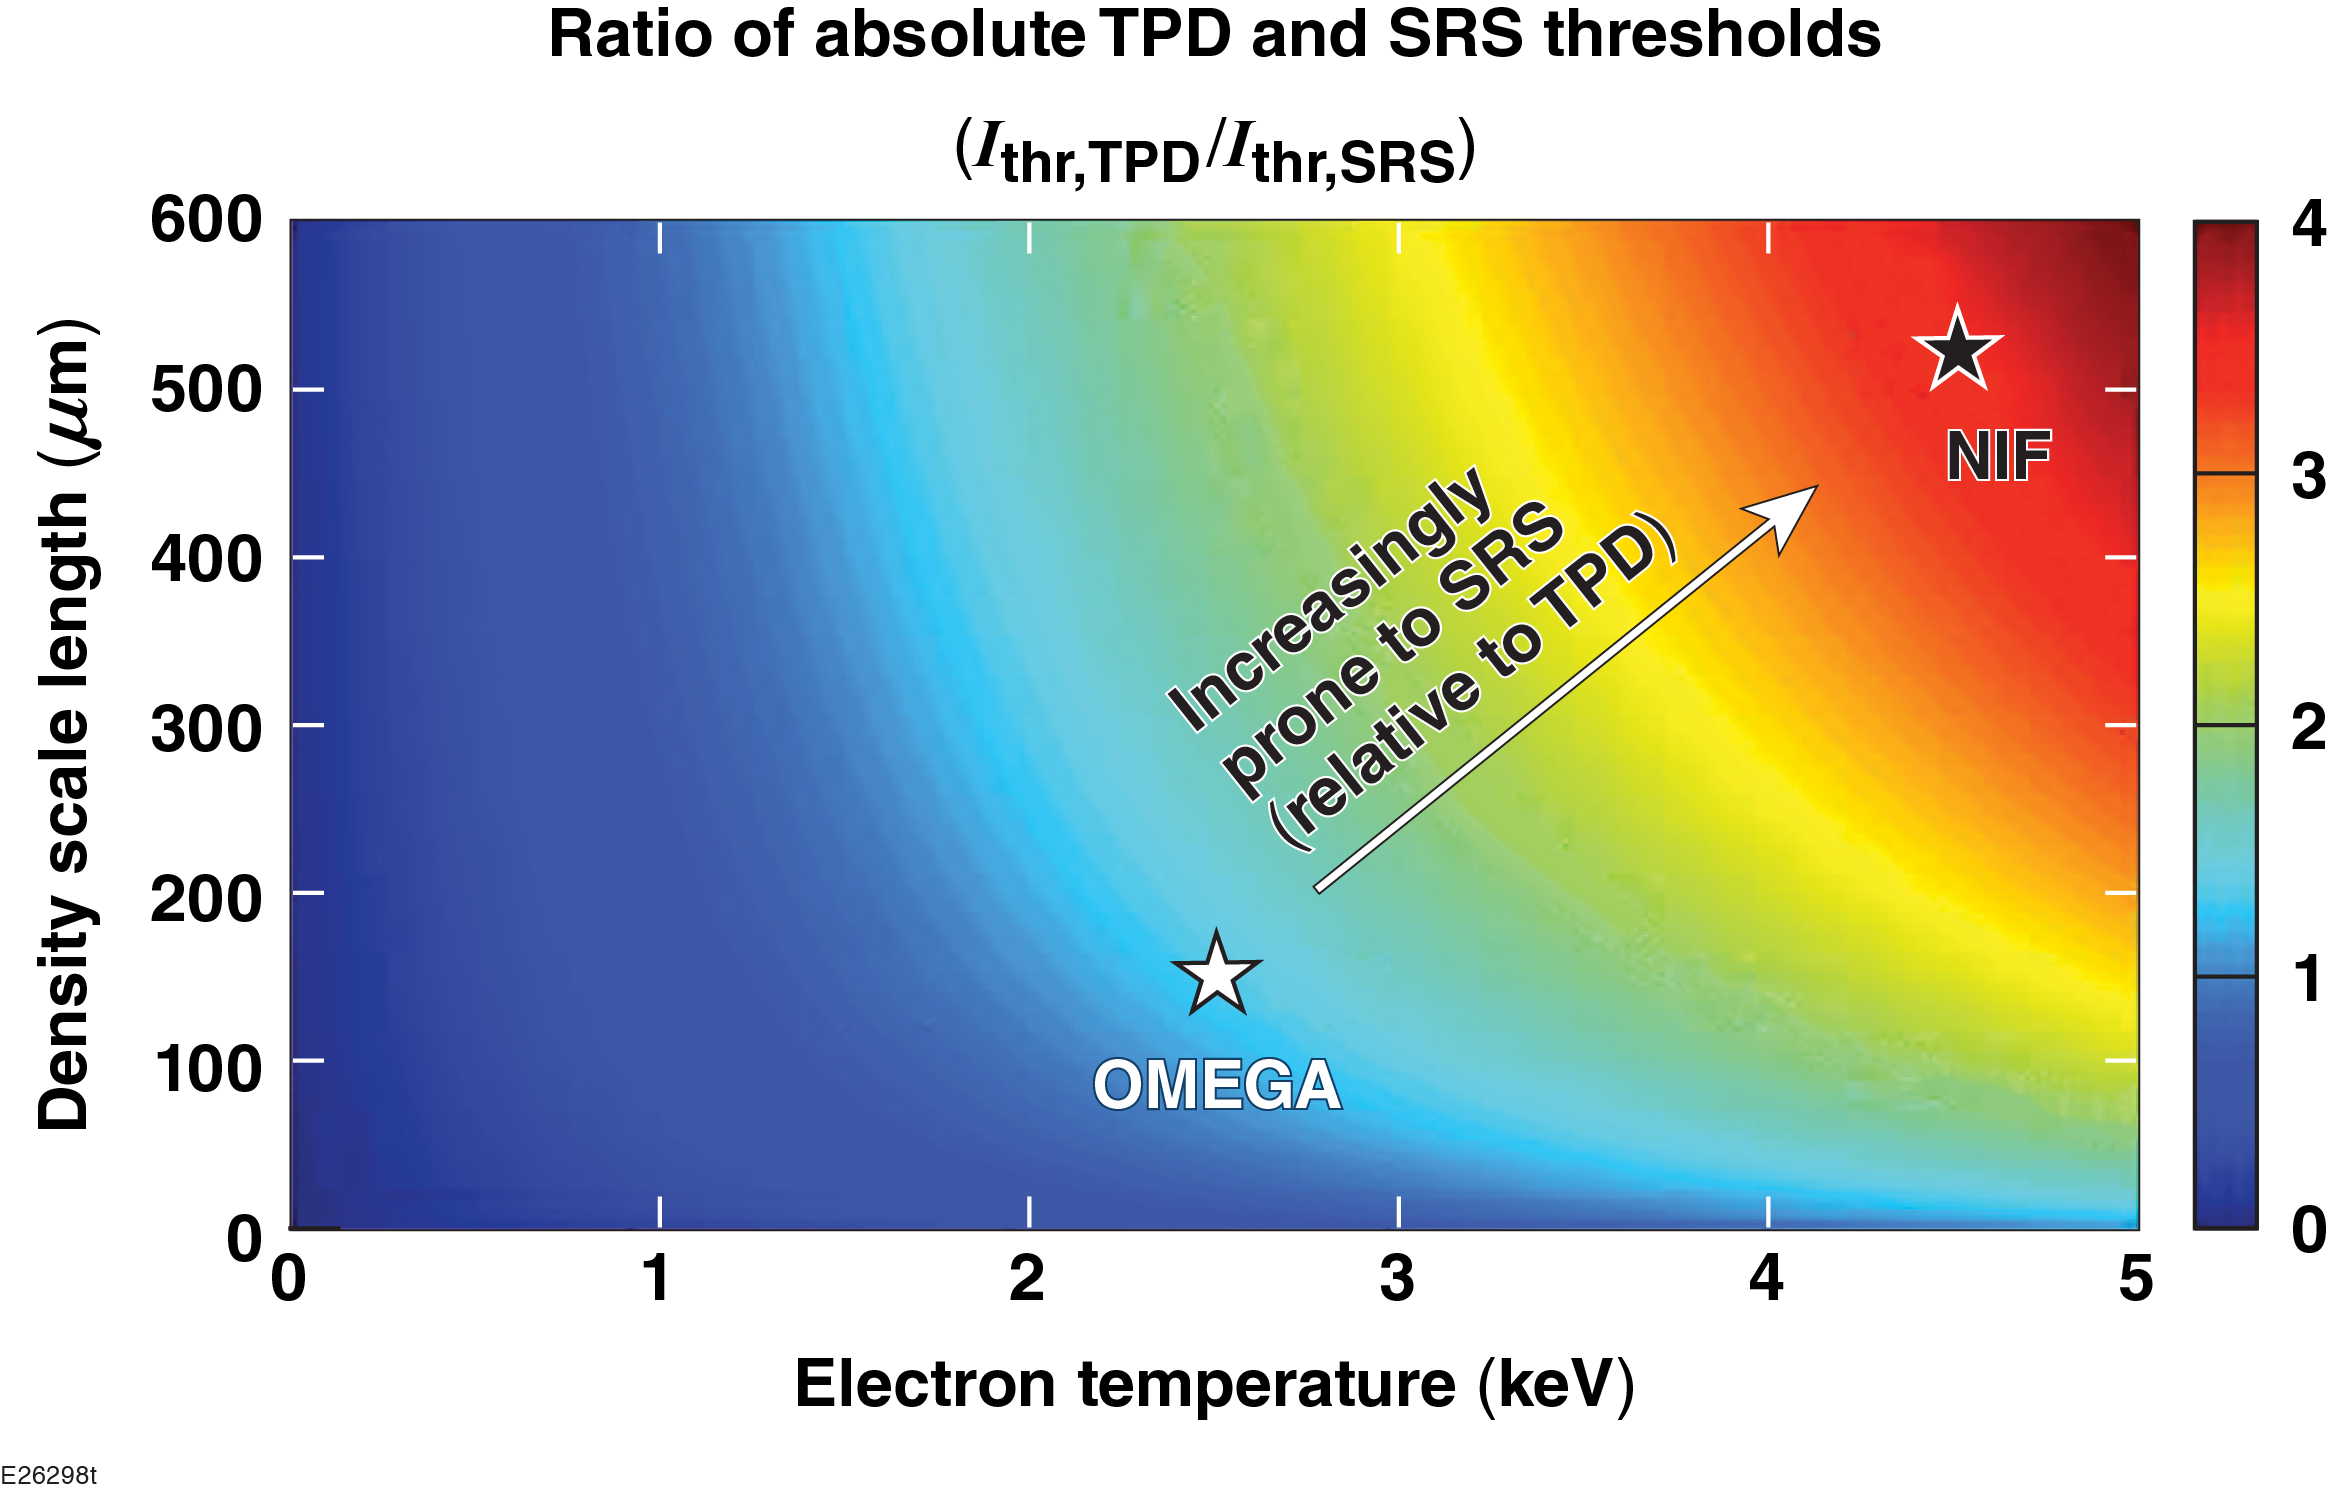 Ratio of absolute TPD and SRS thresholds
(Ithr,TPD/Ithr,SRS)
Density scale length (μm)
600
500
400
300
200
100
0
0
1
2
3
4
5
Electron temperature (keV)
Increasingly
prone to SRS
(relative to TPD)
NIF
OMEGA
4
3
2
1
0
E26298t